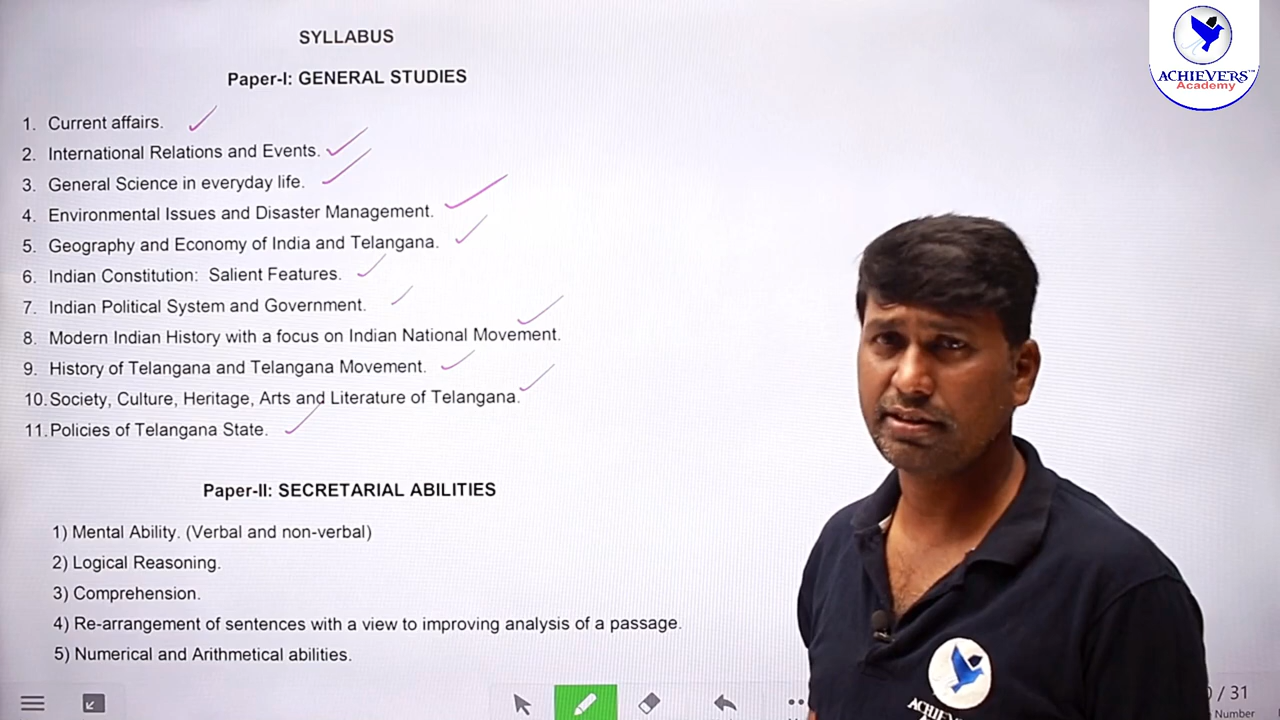 SYLLABUS
Paper-I: GENERAL STUDIES
1. Current affairs.
2. International Relations and Events.
3. General Science in everyday life.
4. Environmental Issues and Disaster Management.
5. Geography and Economy of India and Telangana.
6. Indian Constitution: Salient Features.
7. Indian Political System and Government.
8. Modern Indian History with a focus on Indian National Movement.
9. History of Telangana and Telangana Movement.
10. Society, Culture, Heritage, Arts and Literature of Telangana.
11. Policies of Telangana State.
Paper-II: SECRETARIAL ABILITIES
1) Mental Ability. (Verbal and non-verbal)
2) Logical Reasoning.
3) Comprehension.
4) Re-arrangement of sentences with a view to improving analysis of a passage.
5) Numerical and Arithmetical abilities.
ACHIEVERS™
Academy
/ 31
Number